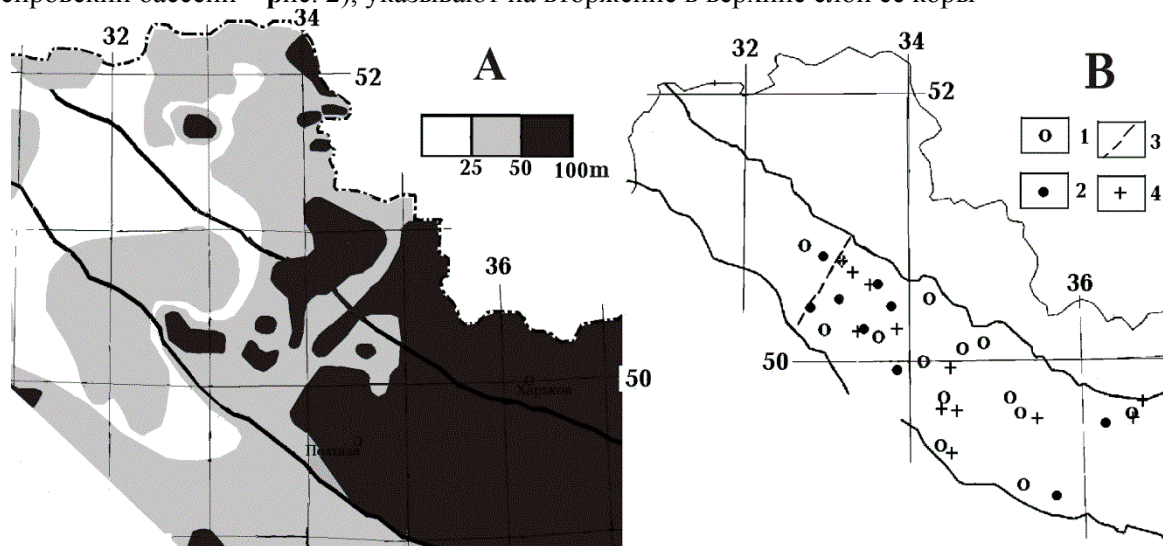 непровский бассейн – рис. 2), указывают на вторжение в верхние слои ее коры
32
34
52
A
25 50 100m
36
50
Харьков
Полтава
32
34
52
B
1
3
2
4
36
50